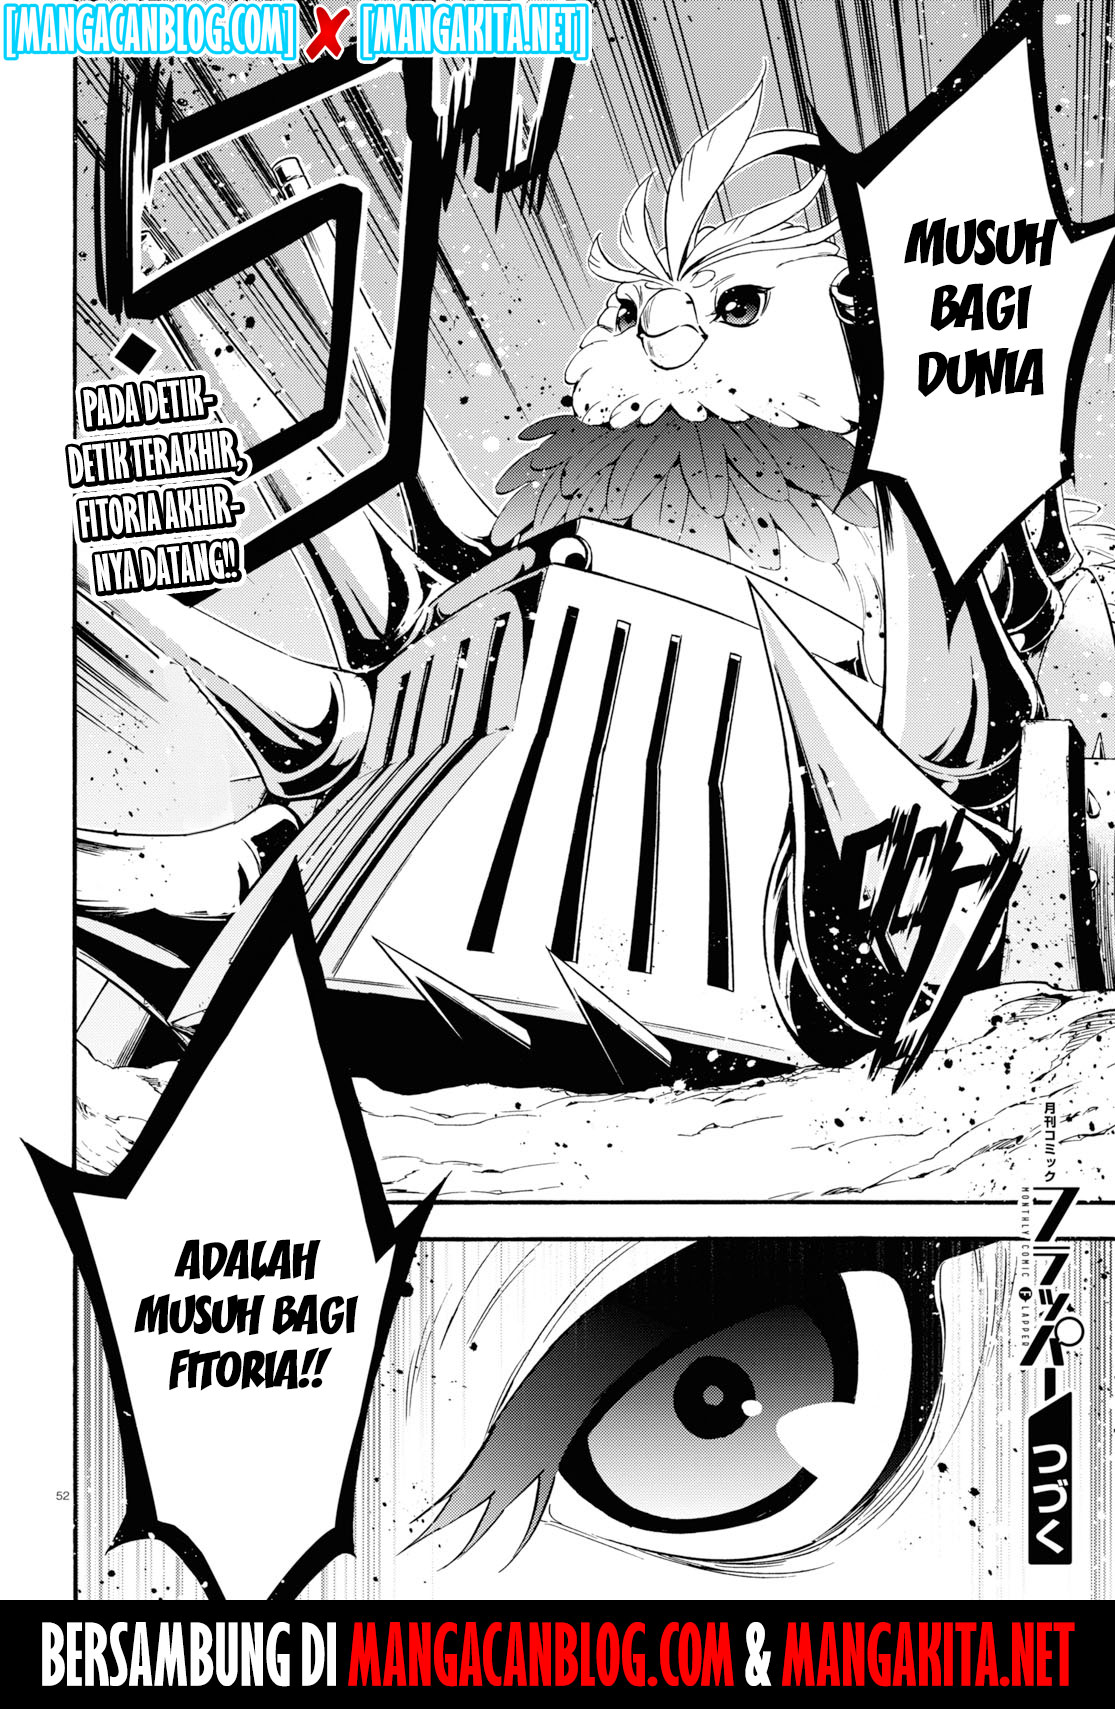 [MANGACANBLOG.COM] X [MANGAKITA.NET]
MUSUH
BAGI
DUNIA
PADA DETIK-
DETIK TERAKHIR,
FITORIA AKHIR-
NYA DATANG!!
ADALAH
MUSUH BAGI
FITORIA!!
月刊コミック
フラッパー
MONTHLY COMIC FLAPPER
つづく
52
BERSAMBUNG DI MANGACANBLOG.COM & MANGAKITA.NET